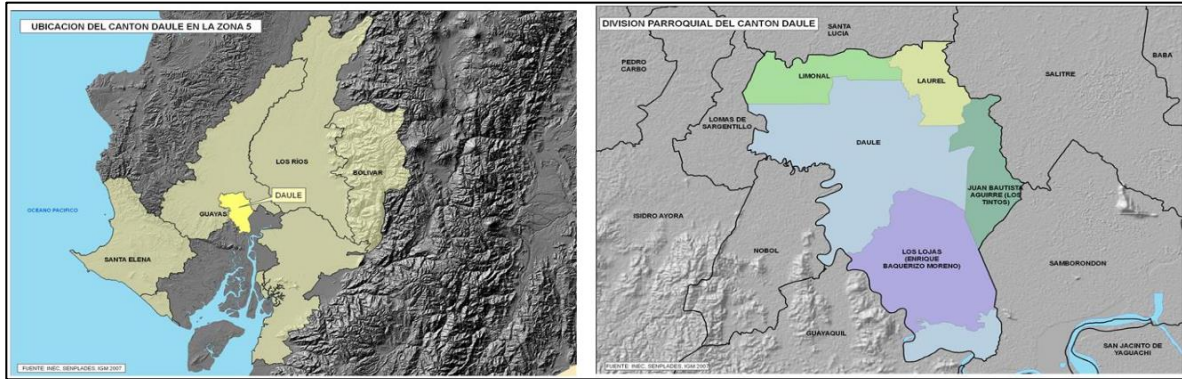 UBICACION DEL CANTON DAULE EN LA ZONA 5
LOS RÍOS
BOLIVAR
DAULE
GUAYAS
OCEANO PACIFICO
SANTA ELENA
FUENTE: INEC. SENPLADES. IGM 2007
DIVISION PARROQUIAL DEL CANTON DAULE
SANTA
LUCIA
PEDRO
CARBO
BABA
LIMONAL
LAUREL
SALITRE
LOMAS DE
SARGENTILLO
DAULE
JUAN BAUTISTA
AGUIRRE (LOS
TINTOS)
ISIDRO AYORA
NOBOL
LOS LOJAS
(ENRIQUE
BAQUERIZO MORENO)
SAMBORONDON
GUAYAQUIL
SAN JACINTO DE
YAGUACHI
FUENTE: INEC. SENPLADES. IGM 2007